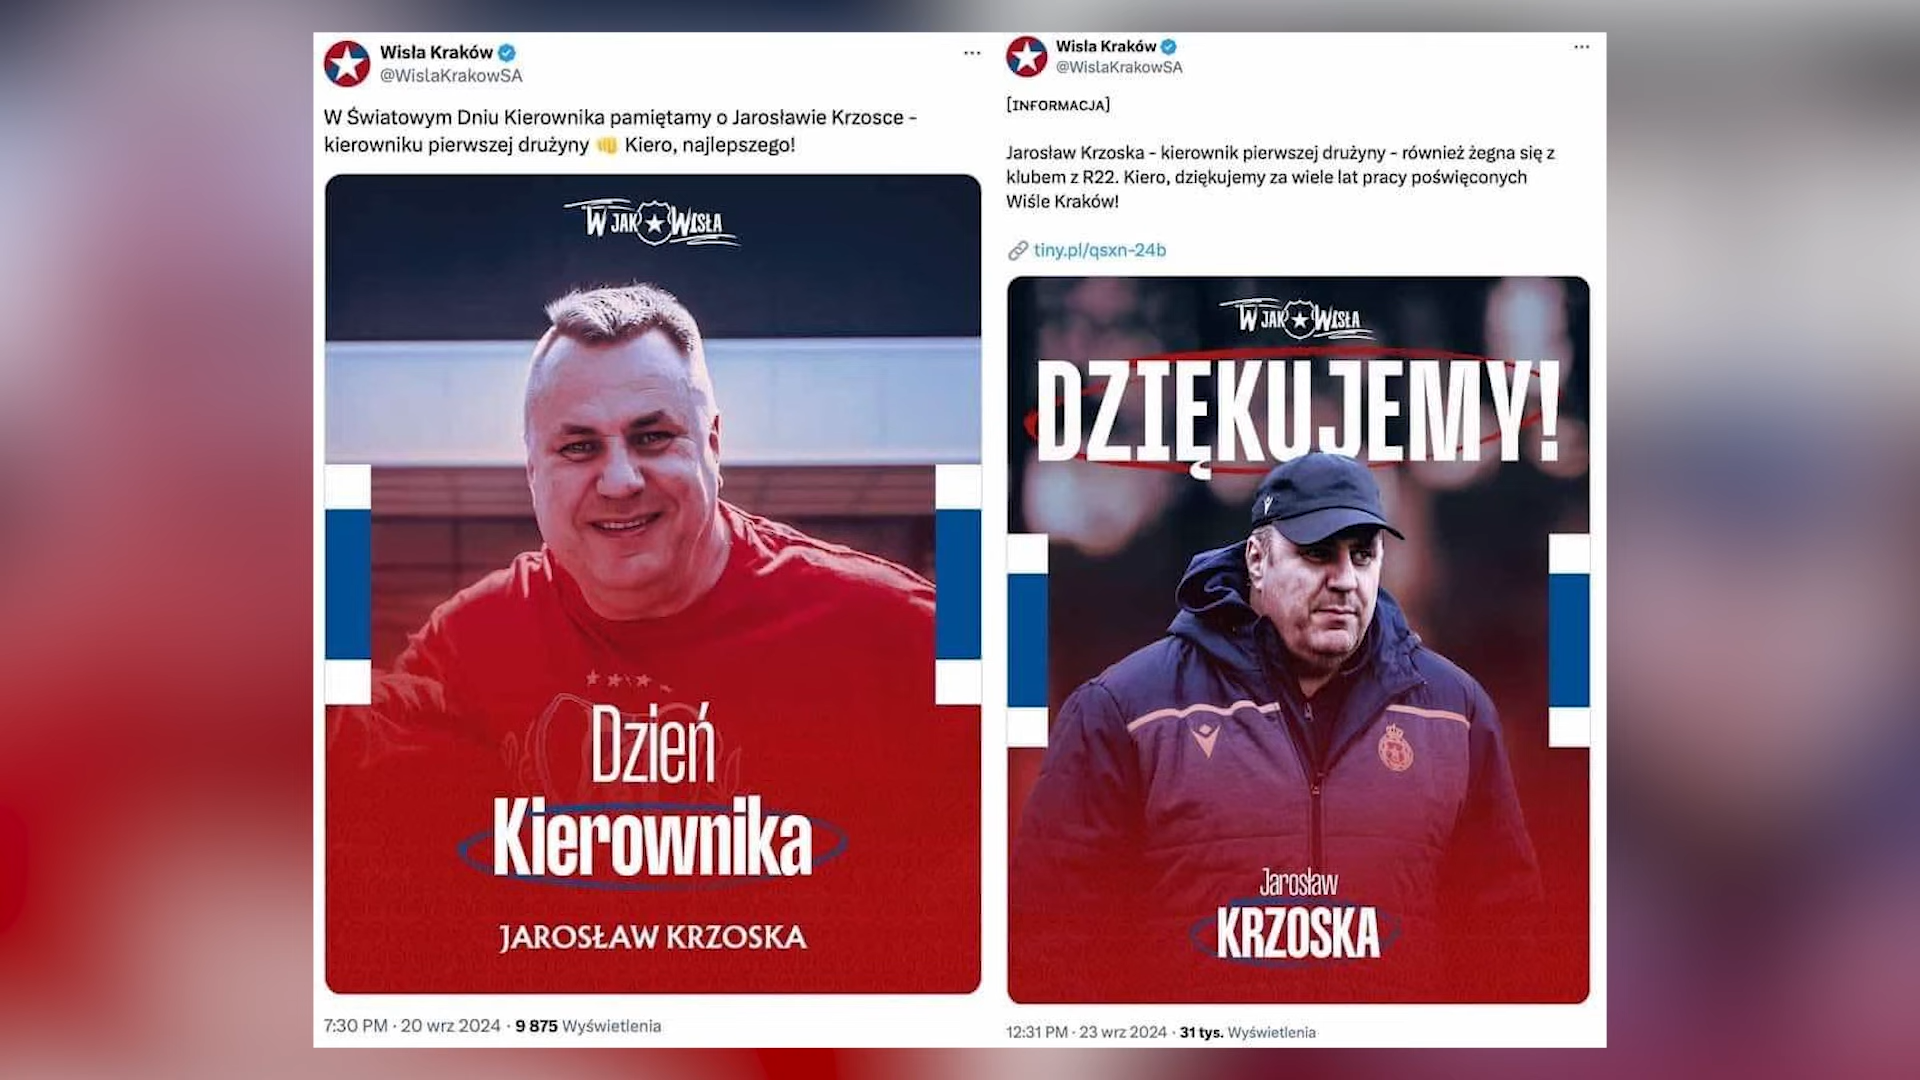 Wisła Kraków
@WislaKrakowSA
W Światowym Dniu Kierownika pamiętamy o Jarosławie Krzosce -
kierowniku pierwszej drużyny 👊 Kiero, najlepszego!
W JAK WISŁA
Dzień
Kierownika
JAROSŁAW KRZOSKA
7:30 PM · 20 wrz 2024 · 9 875 Wyświetlenia
Wisła Kraków
@WislaKrakowSA
[INFORMACJA]
Jarosław Krzoska - kierownik pierwszej drużyny - również żegna się z
klubem z R22. Kiero, dziękujemy za wiele lat pracy poświęconych
Wiśle Kraków!
🔗 tiny.pl/qsxn-24b
W JAK WISŁA
DZIĘKUJEMY!
Jarosław
KRZOSKA
12:31 PM · 23 wrz 2024 · 31 tys. Wyświetlenia